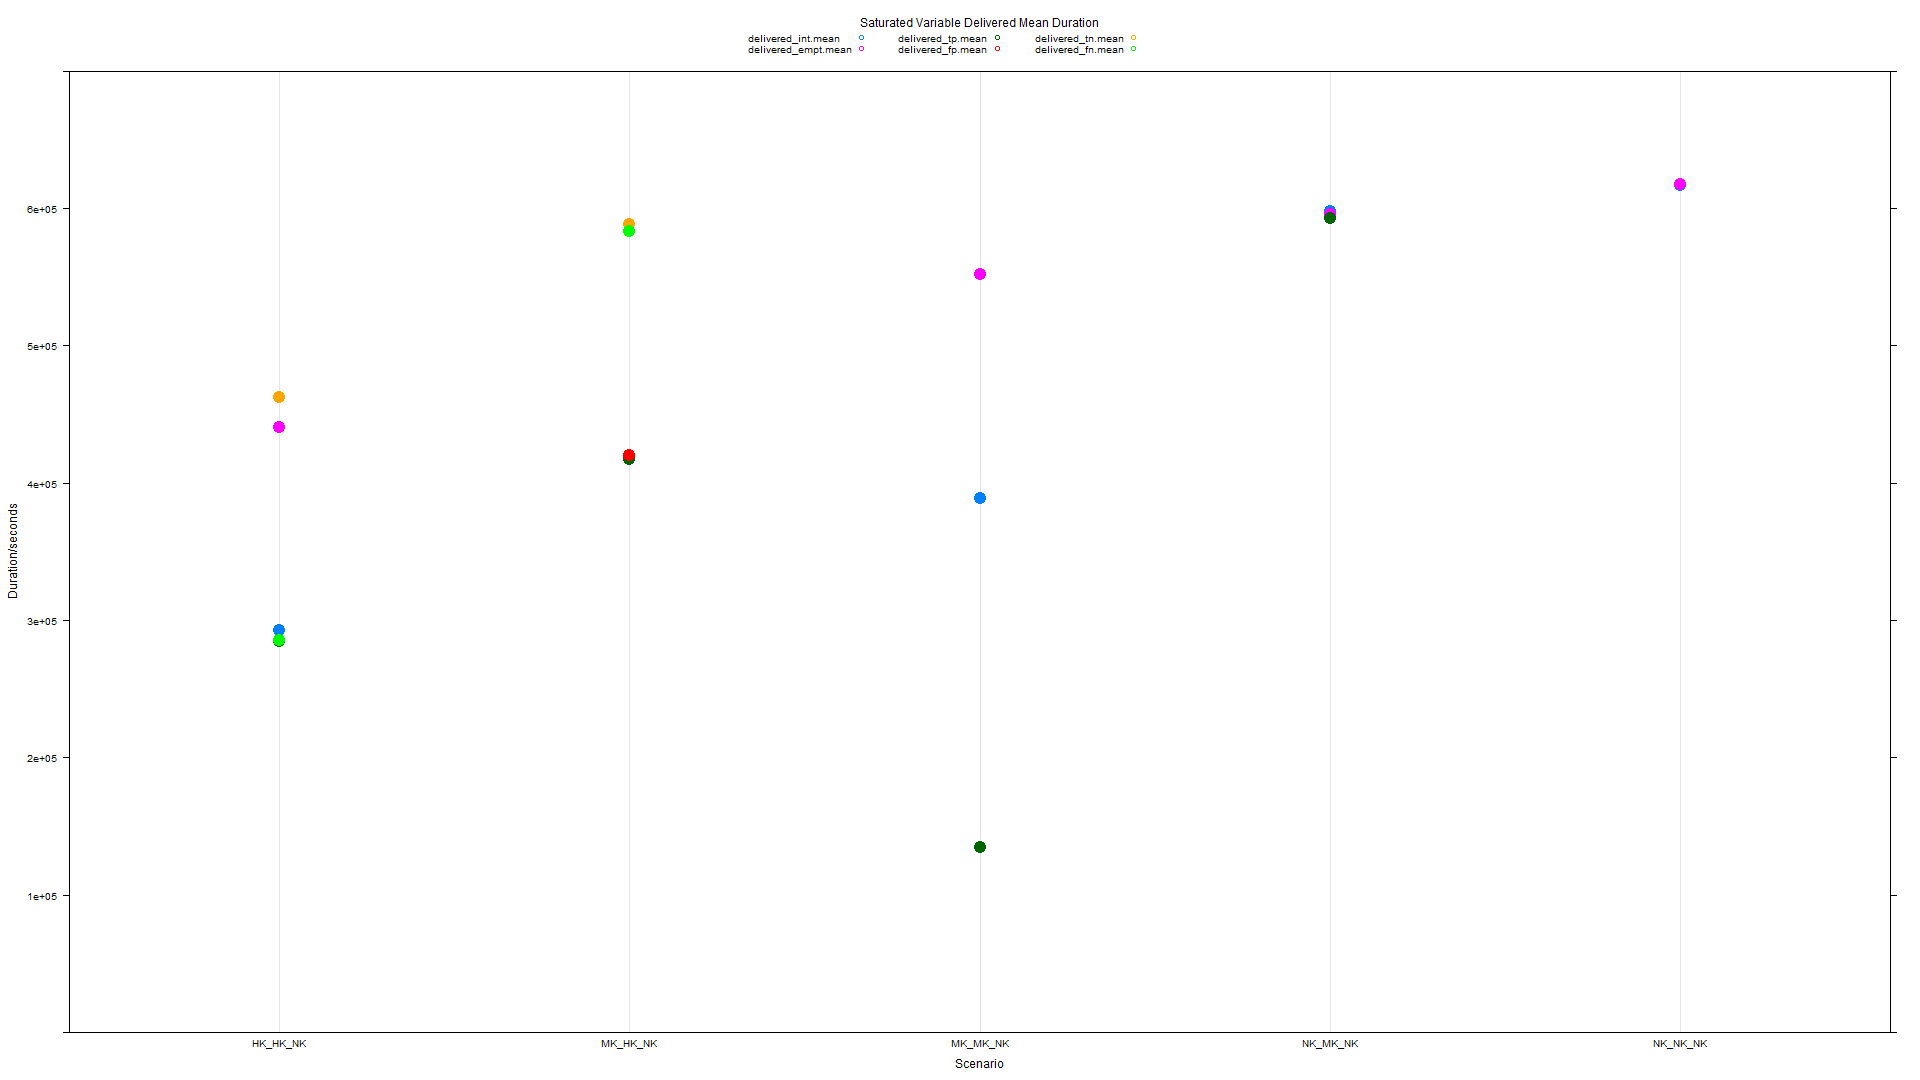 Saturated Variable Delivered Mean Duration
delivered_int.mean delivered_tp.mean delivered_tn.mean
delivered_empt.mean delivered_fp.mean delivered_fn.mean
6e+05
5e+05
4e+05
3e+05
2e+05
1e+05
Duration/seconds
HK_HK_NK MK_HK_NK MK_MK_NK NK_MK_NK NK_NK_NK
Scenario